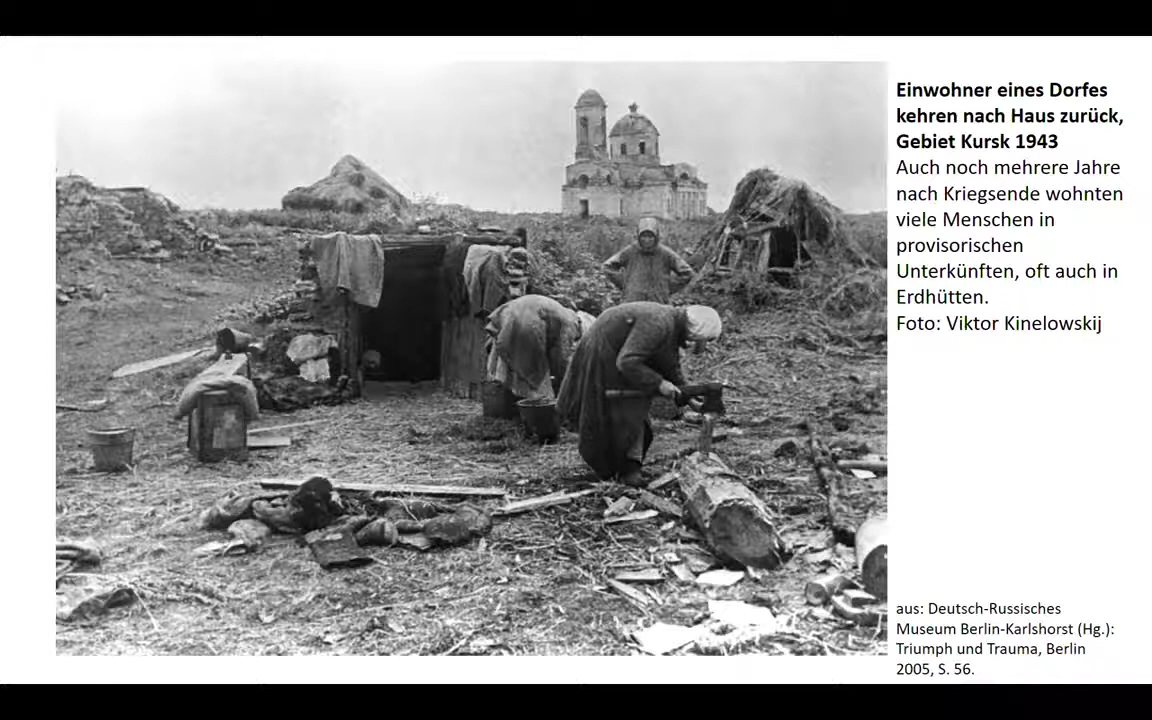 Einwohner eines Dorfes
kehren nach Haus zurück,
Gebiet Kursk 1943
Auch noch mehrere Jahre
nach Kriegsende wohnten
viele Menschen in
provisorischen
Unterkünften, oft auch in
Erdhütten.
Foto: Viktor Kinelowskij
aus: Deutsch-Russisches
Museum Berlin-Karlshorst (Hg.):
Triumph und Trauma, Berlin
2005, S. 56.